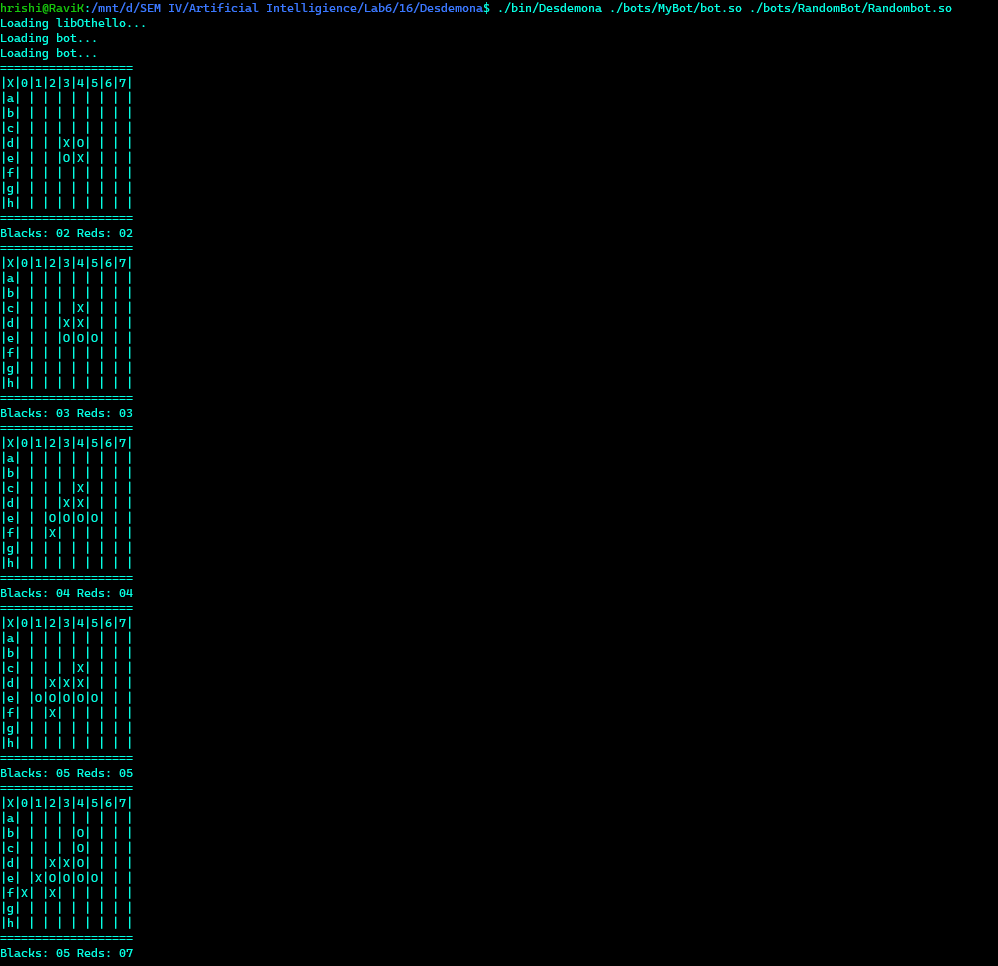 hrishi@RaviK:/mnt/d/SEM IV/Artificial Intelligience/Lab6/16/Desdemona$ ./bin/Desdemona ./bots/MyBot/bot.so ./bots/RandomBot/Randombot.so
Loading libOthello...
Loading bot...
Loading bot...
===================
|X|0|1|2|3|4|5|6|7|
|a| | | | | | | | |
|b| | | | | | | | |
|c| | | | | | | | |
|d| | | |X|O| | | |
|e| | | |O|X| | | |
|f| | | | | | | | |
|g| | | | | | | | |
|h| | | | | | | | |
===================
Blacks: 02 Reds: 02
===================
|X|0|1|2|3|4|5|6|7|
|a| | | | | | | | |
|b| | | | | | | | |
|c| | | | |X| | | |
|d| | | |X|X| | | |
|e| | | |O|O|O| | |
|f| | | | | | | | |
|g| | | | | | | | |
|h| | | | | | | | |
===================
Blacks: 03 Reds: 03
===================
|X|0|1|2|3|4|5|6|7|
|a| | | | | | | | |
|b| | | | | | | | |
|c| | | | |X| | | |
|d| | | |X|X| | | |
|e| | |O|O|O|O| | |
|f| | |X| | | | | |
|g| | | | | | | | |
|h| | | | | | | | |
===================
Blacks: 04 Reds: 04
===================
|X|0|1|2|3|4|5|6|7|
|a| | | | | | | | |
|b| | | | | | | | |
|c| | | | |X| | | |
|d| | |X|X|X| | | |
|e| |O|O|O|O|O| | |
|f| | |X| | | | | |
|g| | | | | | | | |
|h| | | | | | | | |
===================
Blacks: 05 Reds: 05
===================
|X|0|1|2|3|4|5|6|7|
|a| | | | | | | | |
|b| | | | |O| | | |
|c| | | | |O| | | |
|d| | |X|X|O| | | |
|e| |X|O|O|O|O| | |
|f|X| |X| | | | | |
|g| | | | | | | | |
|h| | | | | | | | |
===================
Blacks: 05 Reds: 07